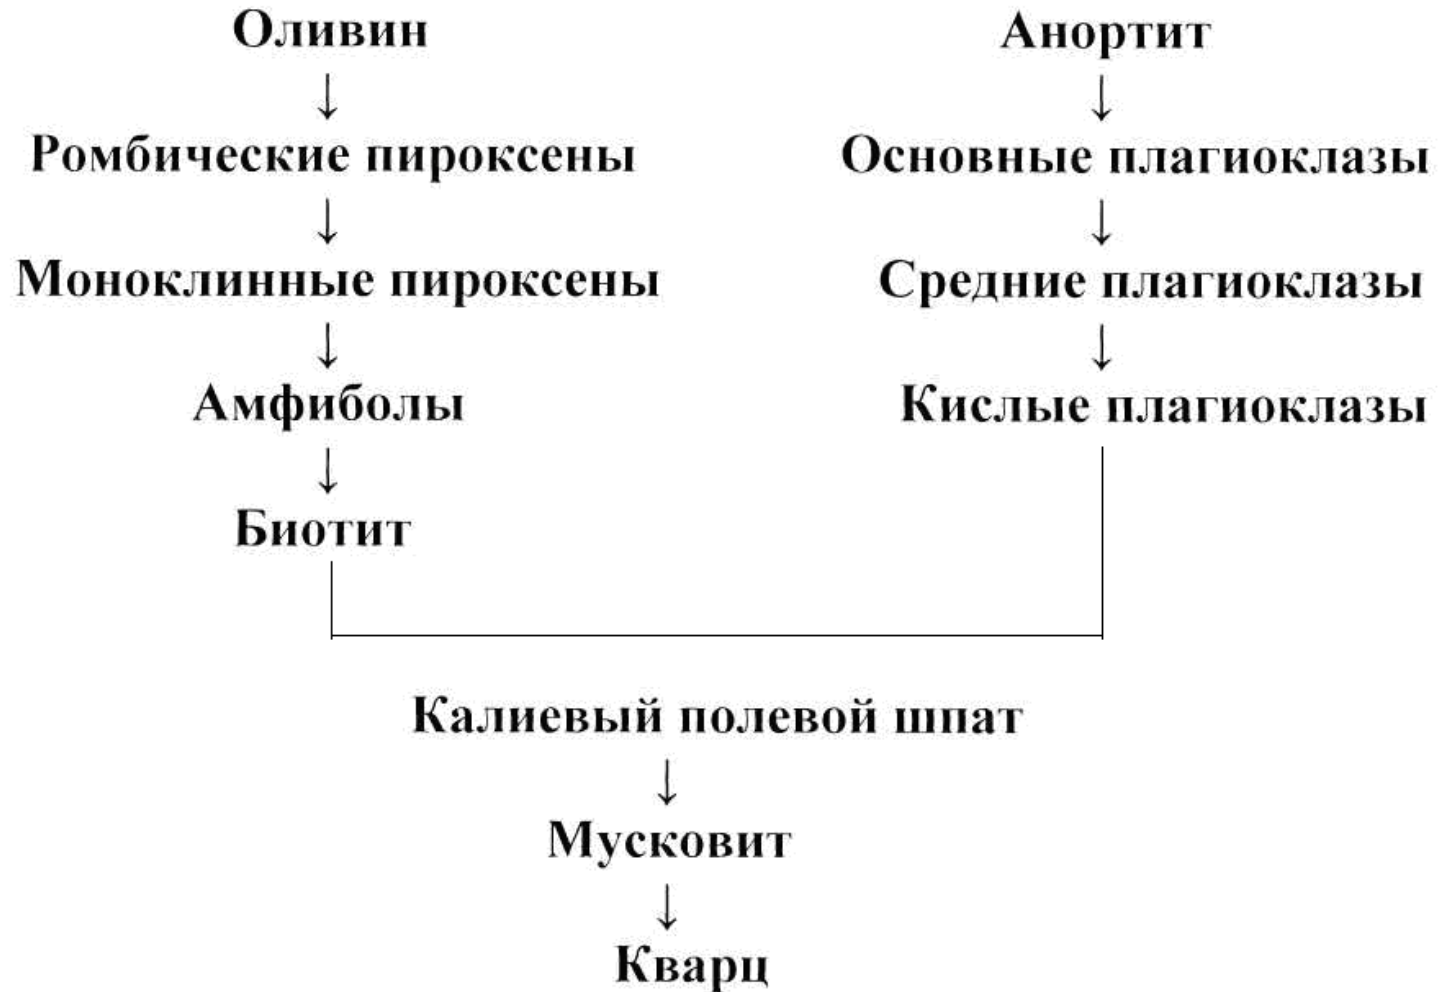 Оливин
Анортит
↓
↓
Ромбические пироксены
Основные плагиоклазы
↓
↓
Моноклинные пироксены
Средние плагиоклазы
↓
↓
Амфиболы
Кислые плагиоклазы
↓
Биотит
Калиевый полевой шпат
↓
Мусковит
↓
Кварц